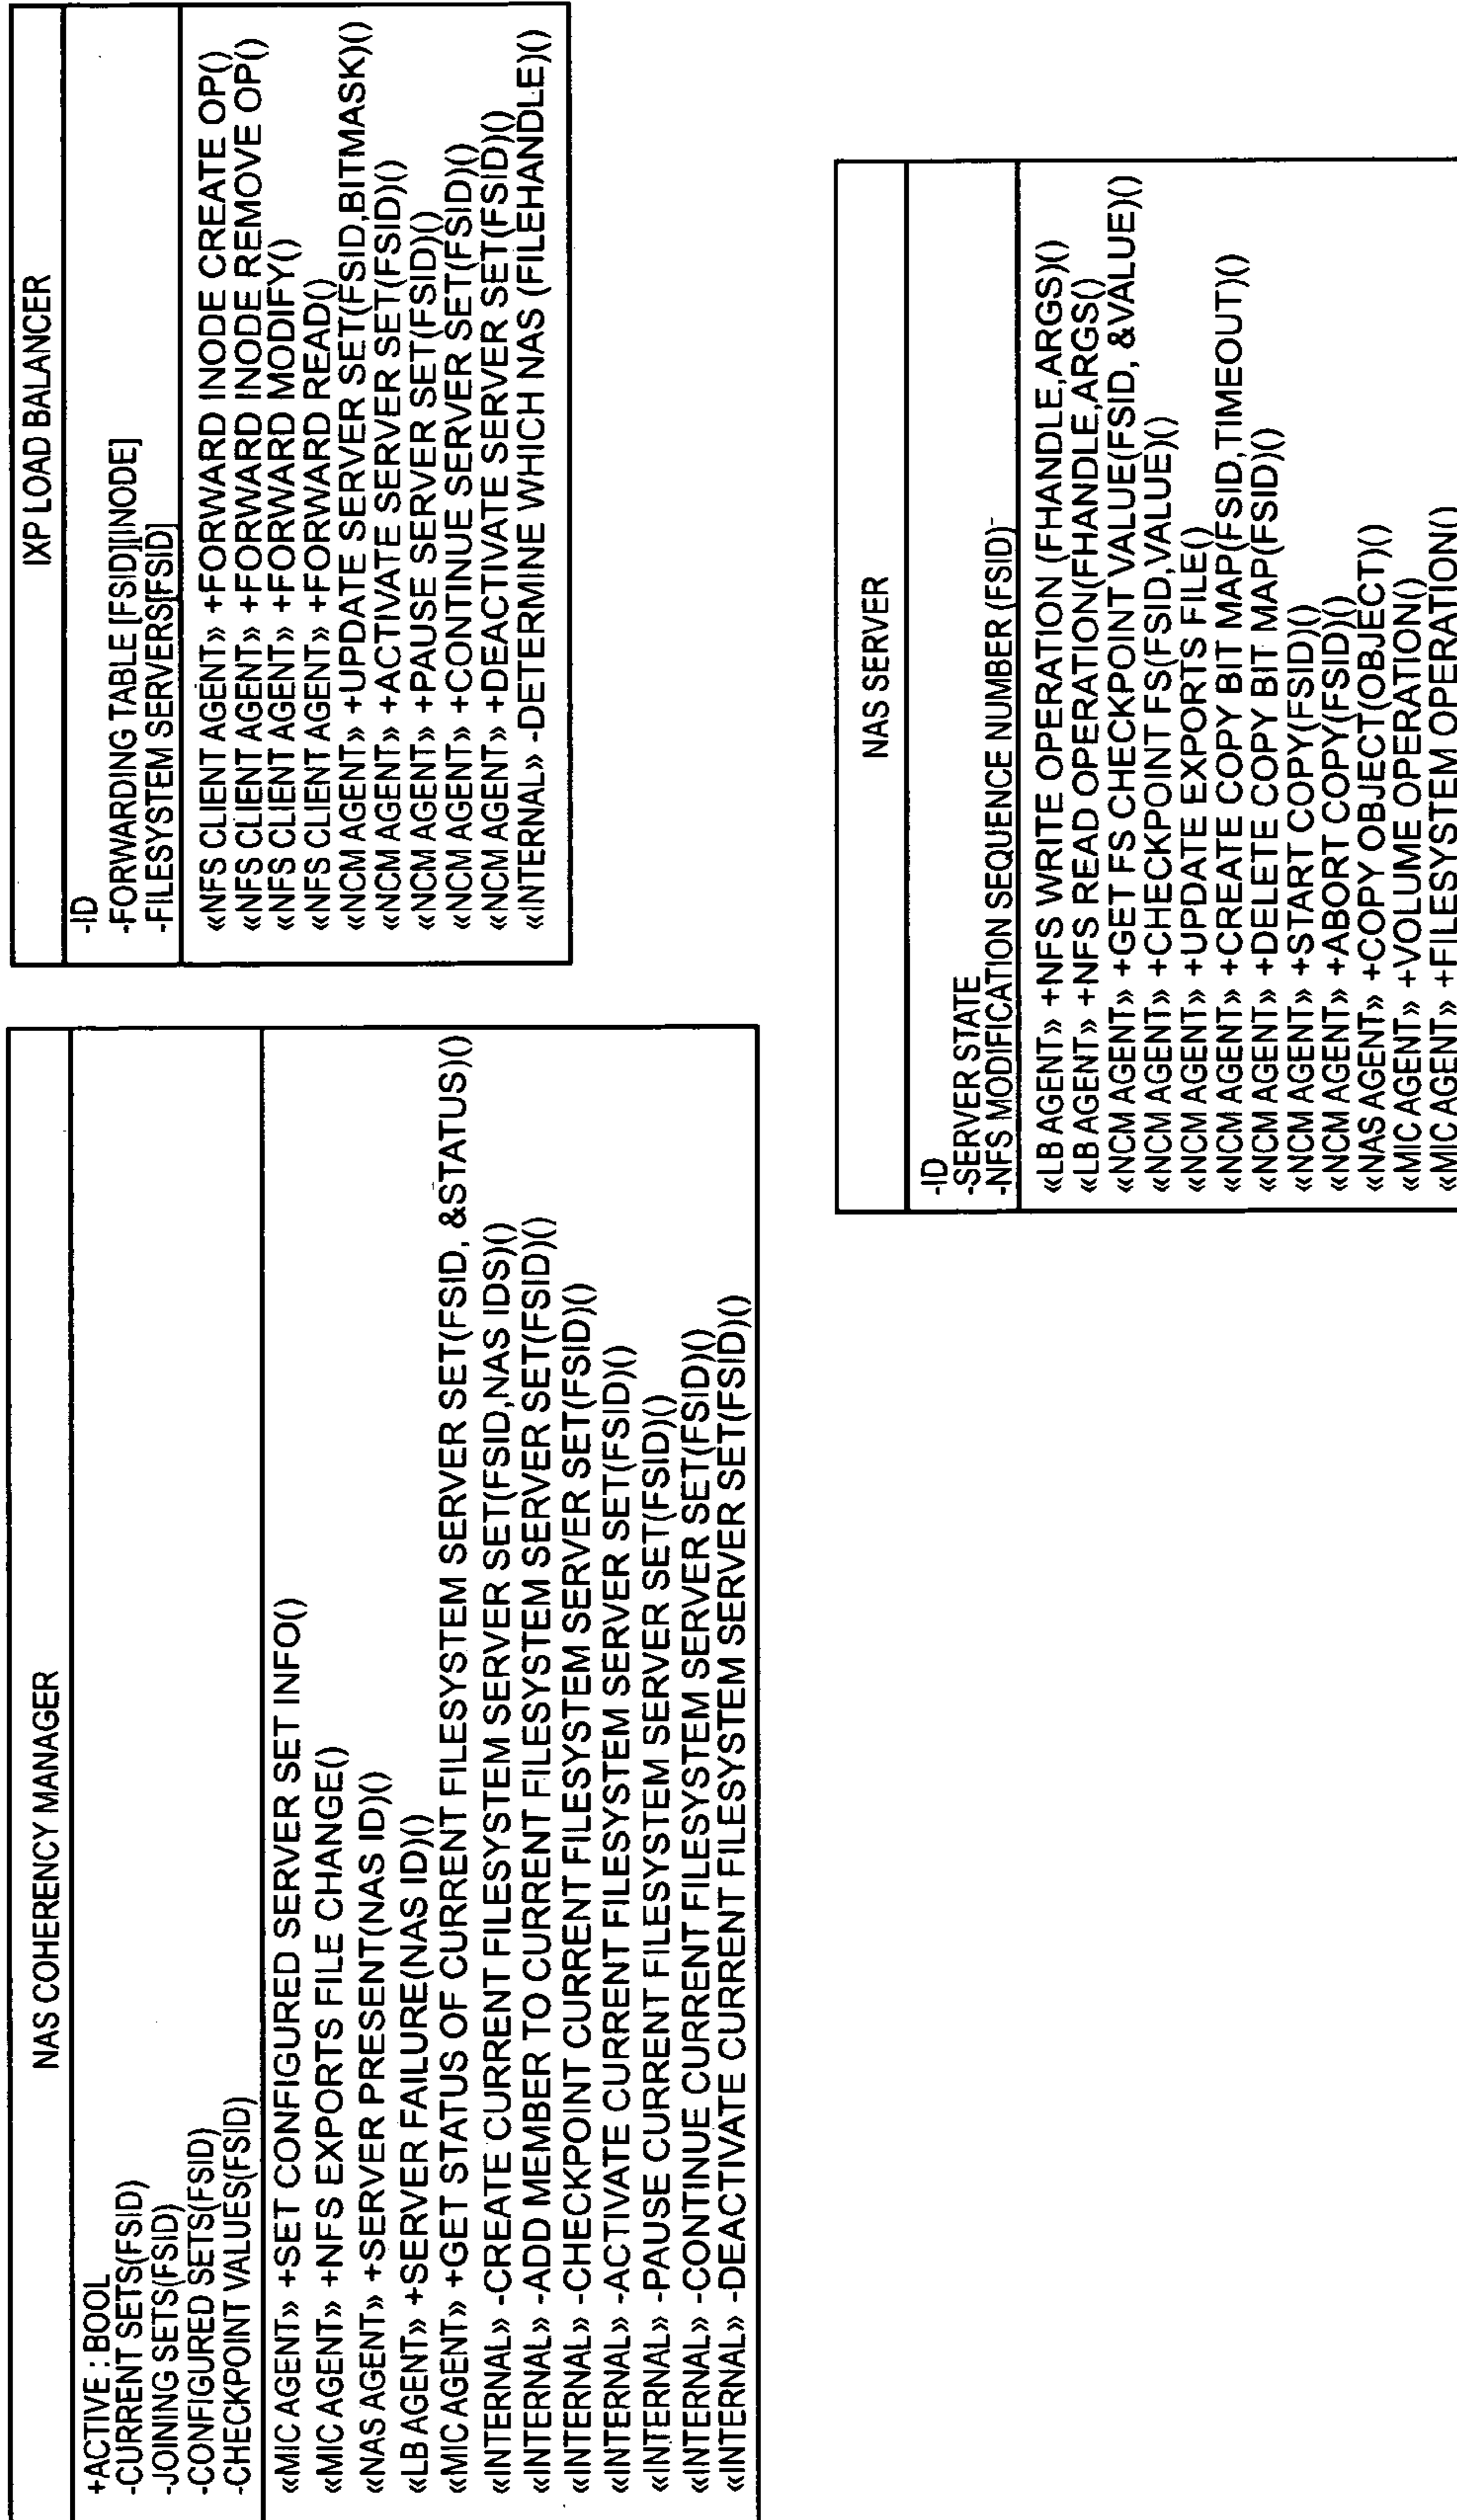 NAS COHERENCY MANAGER
+ACTIVE : BOOL
-CURRENT SETS(FSID)
-JOINING SETS(FSID)
-CONFIGURED SETS(FSID)
-CHECKPOINT VALUES(FSID)
«MIC AGENT» +SET CONFIGURED SERVER SET INFO()
«MIC AGENT» +NFS EXPORTS FILE CHANGE()
«NAS AGENT» +SERVER PRESENT(NAS ID)()
«LB AGENT» +SERVER FAILURE(NAS ID)()
«MIC AGENT» +GET STATUS OF CURRENT FILESYSTEM SERVER SET(FSID, &STATUS)()
«INTERNAL» -CREATE CURRENT FILESYSTEM SERVER SET(FSID,NAS IDS)()
«INTERNAL» -ADD MEMBER TO CURRENT FILESYSTEM SERVER SET(FSID)()
«INTERNAL» -CHECKPOINT CURRENT FILESYSTEM SERVER SET(FSID)()
«INTERNAL» -ACTIVATE CURRENT FILESYSTEM SERVER SET(FSID)()
«INTERNAL» -PAUSE CURRENT FILESYSTEM SERVER SET(FSID)()
«INTERNAL» -CONTINUE CURRENT FILESYSTEM SERVER SET(FSID)()
«INTERNAL» -DEACTIVATE CURRENT FILESYSTEM SERVER SET(FSID)()
IXP LOAD BALANCER
-ID
-FORWARDING TABLE [FSID][INODE]
-FILESYSTEM SERVERS[FSID]
«NFS CLIENT AGENT» +FORWARD INODE CREATE OP()
«NFS CLIENT AGENT» +FORWARD INODE REMOVE OP()
«NFS CLIENT AGENT» +FORWARD MODIFY()
«NFS CLIENT AGENT» +FORWARD READ()
«NCM AGENT» +UPDATE SERVER SET(FSID,BITMASK)()
«NCM AGENT» +ACTIVATE SERVER SET(FSID)()
«NCM AGENT» +PAUSE SERVER SET(FSID)()
«NCM AGENT» +CONTINUE SERVER SET(FSID)()
«NCM AGENT» +DEACTIVATE SERVER SET(FSID)()
«INTERNAL» -DETERMINE WHICH NAS (FILEHANDLE)()
NAS SERVER
-ID
-SERVER STATE
-NFS MODIFICATION SEQUENCE NUMBER (FSID)
«LB AGENT» +NFS WRITE OPERATION (FHANDLE,ARGS)()
«LB AGENT» +NFS READ OPERATION(FHANDLE,ARGS()
«NCM AGENT» +GET FS CHECKPOINT VALUE(FSID, &VALUE)()
«NCM AGENT» +CHECKPOINT FS(FSID,VALUE)()
«NCM AGENT» +UPDATE EXPORTS FILE()
«NCM AGENT» +CREATE COPY BIT MAP(FSID,TIMEOUT)()
«NCM AGENT» +DELETE COPY BIT MAP(FSID)()
«NCM AGENT» +START COPY(FSID)()
«NCM AGENT» +ABORT COPY(FSID)()
«NAS AGENT» +COPY OBJECT(OBJECT)()
«MIC AGENT» +VOLUME OPERATION()
«MIC AGENT» +FILESYSTEM OPERATION()